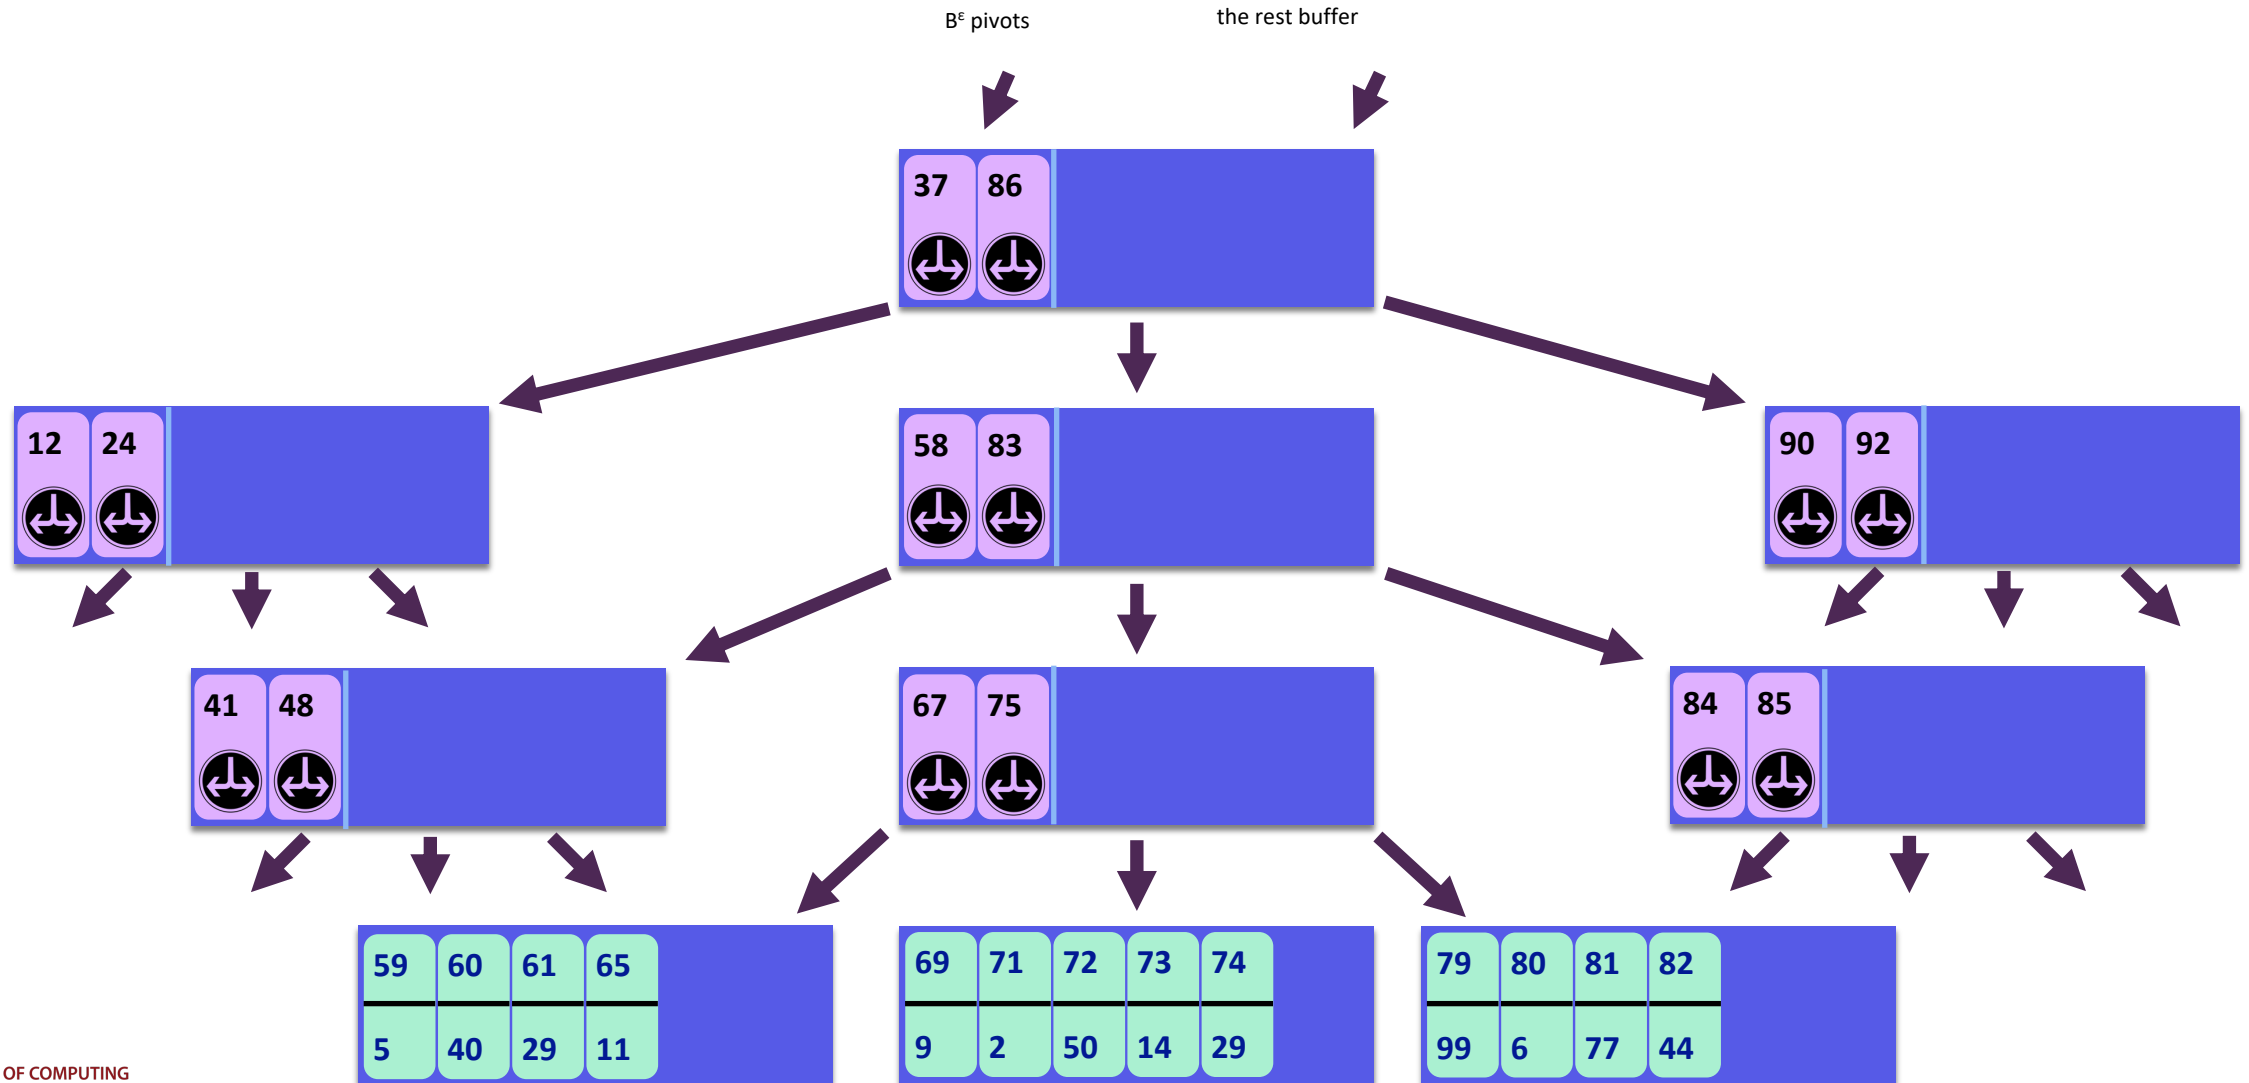 Bᵋ pivots
the rest buffer
37 86
12 24
58 83
90 92
41 48
67 75
84 85
59 60 61 65
5 40 29 11
69 71 72 73 74
9 2 50 14 29
79 80 81 82
99 6 77 44
OF COMPUTING